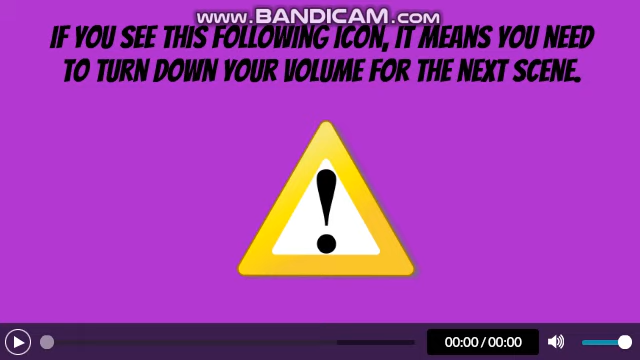 www.BANDICAM.com
IF YOU SEE THIS FOLLOWING ICON, IT MEANS YOU NEED
TO TURN DOWN YOUR VOLUME FOR THE NEXT SCENE.
!
00:00 / 00:00